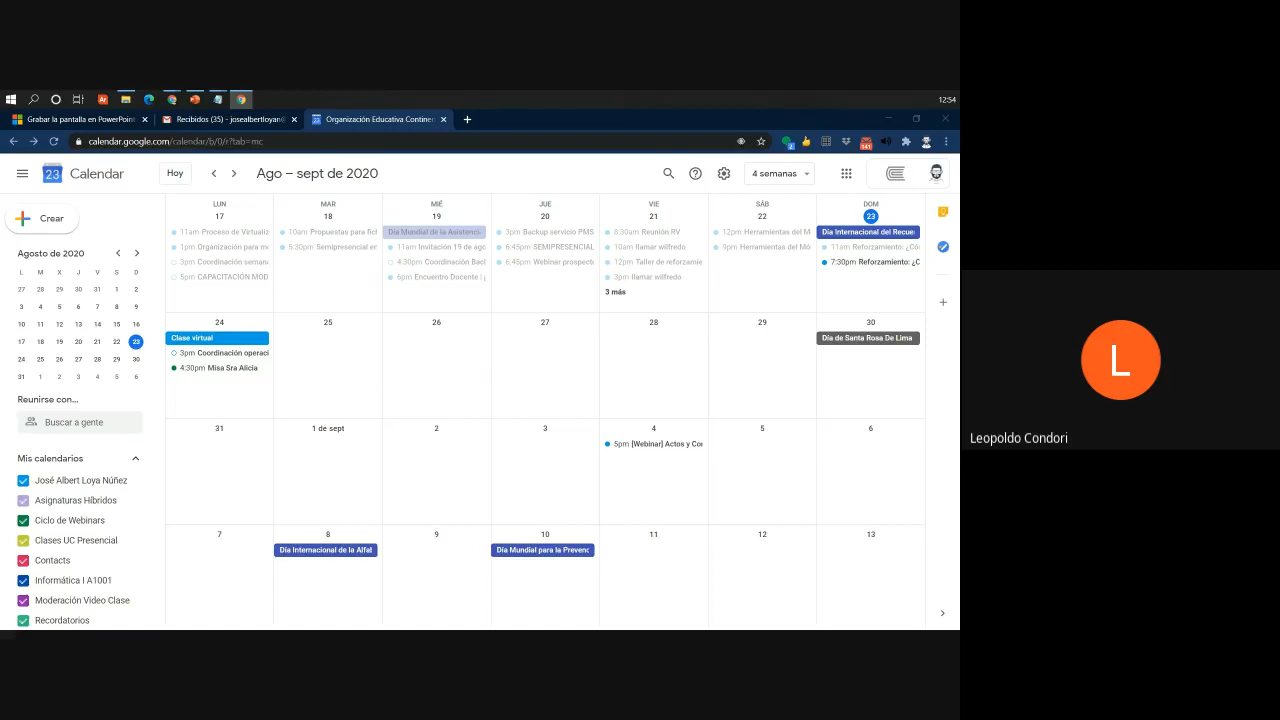 12:54
Grabar la pantalla en PowerPoint
Recibidos (35) - josealbertloyan@
Organización Educativa Contine
calendar.google.com/calendar/b/0/r?tab=mc
2
141
23 Calendar
Hoy
Ago – sept de 2020
4 semanas
Crear
Agosto de 2020
L M X J V S D
27 28 29 30 31 1 2
3 4 5 6 7 8 9
10 11 12 13 14 15 16
17 18 19 20 21 22 23
24 25 26 27 28 29 30
31 1 2 3 4 5 6
Reunirse con...
Buscar a gente
Mis calendarios
José Albert Loya Núñez
Asignaturas Híbridos
Ciclo de Webinars
Clases UC Presencial
Contacts
Informática I A1001
Moderación Video Clase
Recordatorios
LUN MAR MIÉ JUE VIE SÁB DOM
17 18 19 20 21 22 23
11am Proceso de Virtualiz
1pm Organización para mo
3pm Coordinación semana
5pm CAPACITACIÓN MOD
10am Propuestas para fich
5:30pm Semipresencial en
Día Mundial de la Asistencia
11am Invitación 19 de ago
4:30pm Coordinación Bacl
6pm Encuentro Docente | ¿
3pm Backup servicio PMS
6:45pm SEMIPRESENCIAL
6:45pm Webinar prospecto
8:30am Reunión RV
10am llamar wilfredo
12pm Taller de reforzamie
3pm llamar wilfredo
3 más
12pm Herramientas del M
9pm Herramientas del Mó
Día Internacional del Recue
11am Reforzamiento: ¿Có
7:30pm Reforzamiento: ¿C
24 25 26 27 28 29 30
Clase virtual
3pm Coordinación operaci
4:30pm Misa Sra Alicia
Día de Santa Rosa De Lima
31 1 de sept 2 3 4 5 6
5pm [Webinar] Actos y Cor
7 8 9 10 11 12 13
Día Internacional de la Alfat
Día Mundial para la Prevenc
L
Leopoldo Condori